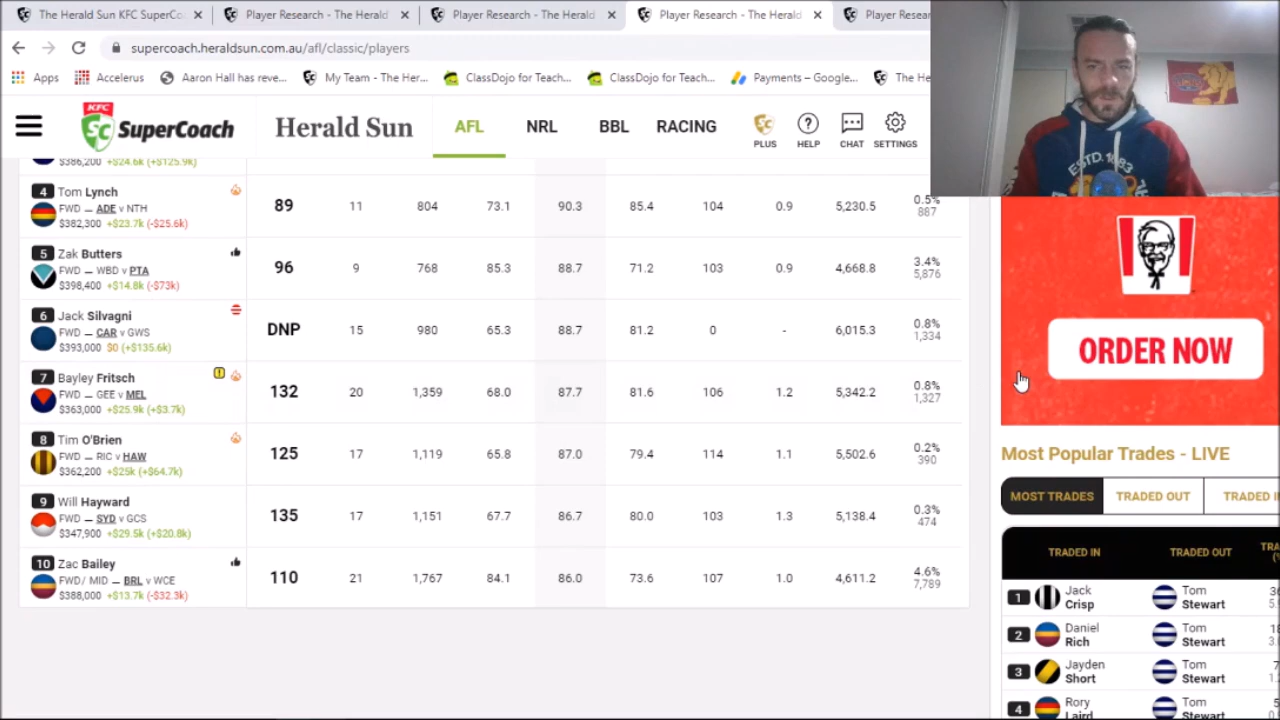 The Herald Sun KFC SuperCo
Player Research - The Herald
Player Research - The Herald
Player Research - The Herald
Player Resear
supercoach.heraldsun.com.au/afl/classic/players
Apps
Accelerus
Aaron Hall has reve...
My Team - The Her...
ClassDojo for Teach...
ClassDojo for Teach...
Payments – Google...
The He
KFC
SC SuperCoach
Herald Sun
AFL
NRL
BBL
RACING
PLUS
HELP
CHAT
SETTINGS
ESTD. 1883
$386,200 +$24.6k (+$125.9k)
4 Tom Lynch
FWD — ADE v NTH
$382,300 +$23.7k (-$25.6k)
89 11 804 73.1 90.3 85.4 104 0.9 5,230.5 0.5%
887
5 Zak Butters
FWD — WBD v PTA
$398,400 +$14.8k (-$73k)
96 9 768 85.3 88.7 71.2 103 0.9 4,668.8 3.4%
5,876
6 Jack Silvagni
FWD — CAR v GWS
$393,000 $0 (+$135.6k)
DNP 15 980 65.3 88.7 81.2 0 - 6,015.3 0.8%
1,334
7 Bayley Fritsch
FWD — GEE v MEL
$363,000 +$25.9k (+$3.7k)
132 20 1,359 68.0 87.7 81.6 106 1.2 5,342.2 0.8%
1,327
8 Tim O'Brien
FWD — RIC v HAW
$362,200 +$25k (+$64.7k)
125 17 1,119 65.8 87.0 79.4 114 1.1 5,502.6 0.2%
390
9 Will Hayward
FWD — SYD v GCS
$347,900 +$29.5k (+$20.8k)
135 17 1,151 67.7 86.7 80.0 103 1.3 5,138.4 0.3%
474
10 Zac Bailey
FWD/ MID — BRL v WCE
$388,000 +$13.7k (-$32.3k)
110 21 1,767 84.1 86.0 73.6 107 1.0 4,611.2 4.6%
7,789
KFC
ORDER NOW
Most Popular Trades - LIVE
MOST TRADES
TRADED OUT
TRADED I
TRADED IN
TRADED OUT
TRA
1 Jack Crisp
Tom Stewart
2 Daniel Rich
Tom Stewart
3 Jayden Short
Tom Stewart
4 Rory Laird
Tom Stewart